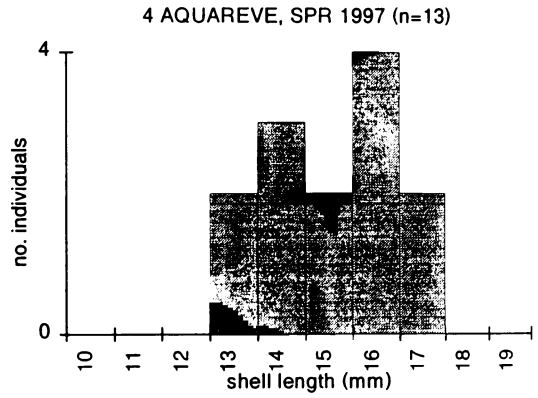 4 AQUAREVE, SPR 1997 (n=13)
4
no. individuals
0
10 11 12 13 14 15 16 17 18 19
shell length (mm)